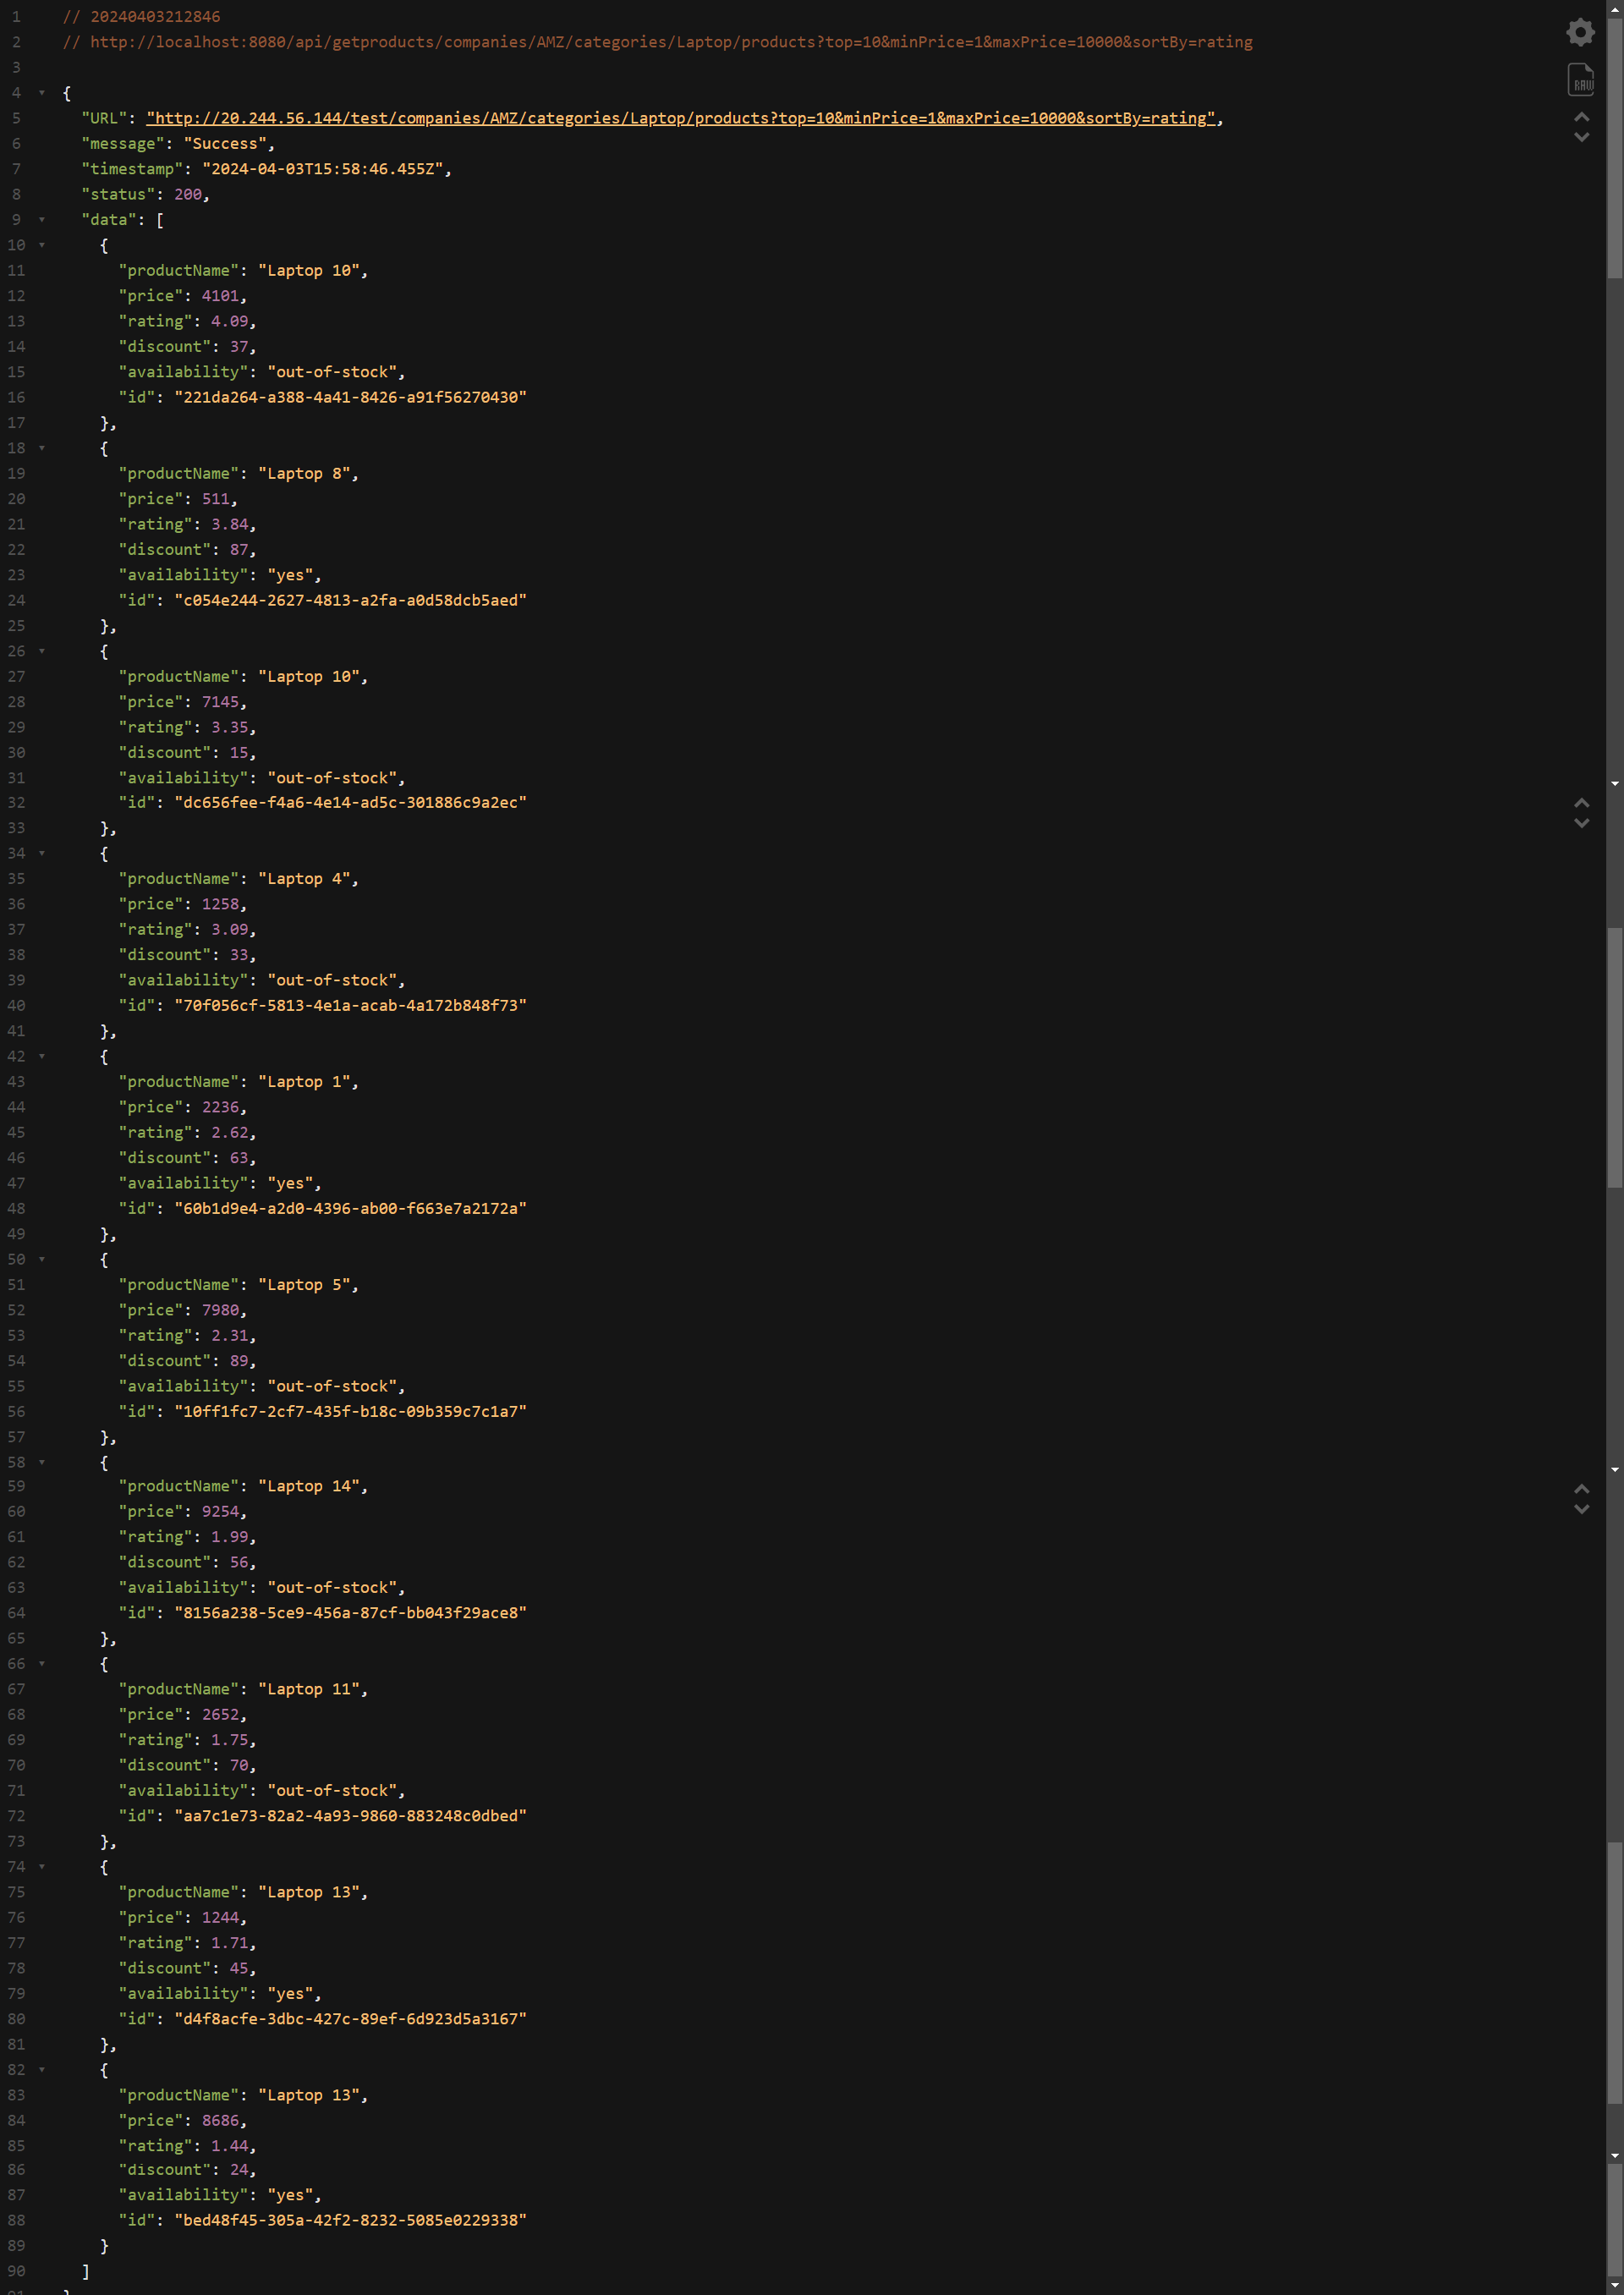 1 // 20240403212846
2 // http://localhost:8080/api/getproducts/companies/AMZ/categories/Laptop/products?top=10&minPrice=1&maxPrice=10000&sortBy=rating
3
RAW
4 {
5 "URL": "http://20.244.56.144/test/companies/AMZ/categories/Laptop/products?top=10&minPrice=1&maxPrice=10000&sortBy=rating",
6 "message": "Success",
7 "timestamp": "2024-04-03T15:58:46.455Z",
8 "status": 200,
9 "data": [
10 {
11 "productName": "Laptop 10",
12 "price": 4101,
13 "rating": 4.09,
14 "discount": 37,
15 "availability": "out-of-stock",
16 "id": "221da264-a388-4a41-8426-a91f56270430"
17 },
18 {
19 "productName": "Laptop 8",
20 "price": 511,
21 "rating": 3.84,
22 "discount": 87,
23 "availability": "yes",
24 "id": "c054e244-2627-4813-a2fa-a0d58dcb5aed"
25 },
26 {
27 "productName": "Laptop 10",
28 "price": 7145,
29 "rating": 3.35,
30 "discount": 15,
31 "availability": "out-of-stock",
32 "id": "dc656fee-f4a6-4e14-ad5c-301886c9a2ec"
33 },
34 {
35 "productName": "Laptop 4",
36 "price": 1258,
37 "rating": 3.09,
38 "discount": 33,
39 "availability": "out-of-stock",
40 "id": "70f056cf-5813-4e1a-acab-4a172b848f73"
41 },
42 {
43 "productName": "Laptop 1",
44 "price": 2236,
45 "rating": 2.62,
46 "discount": 63,
47 "availability": "yes",
48 "id": "60b1d9e4-a2d0-4396-ab00-f663e7a2172a"
49 },
50 {
51 "productName": "Laptop 5",
52 "price": 7980,
53 "rating": 2.31,
54 "discount": 89,
55 "availability": "out-of-stock",
56 "id": "10ff1fc7-2cf7-435f-b18c-09b359c7c1a7"
57 },
58 {
59 "productName": "Laptop 14",
60 "price": 9254,
61 "rating": 1.99,
62 "discount": 56,
63 "availability": "out-of-stock",
64 "id": "8156a238-5ce9-456a-87cf-bb043f29ace8"
65 },
66 {
67 "productName": "Laptop 11",
68 "price": 2652,
69 "rating": 1.75,
70 "discount": 70,
71 "availability": "out-of-stock",
72 "id": "aa7c1e73-82a2-4a93-9860-883248c0dbed"
73 },
74 {
75 "productName": "Laptop 13",
76 "price": 1244,
77 "rating": 1.71,
78 "discount": 45,
79 "availability": "yes",
80 "id": "d4f8acfe-3dbc-427c-89ef-6d923d5a3167"
81 },
82 {
83 "productName": "Laptop 13",
84 "price": 8686,
85 "rating": 1.44,
86 "discount": 24,
87 "availability": "yes",
88 "id": "bed48f45-305a-42f2-8232-5085e0229338"
89 }
90 ]